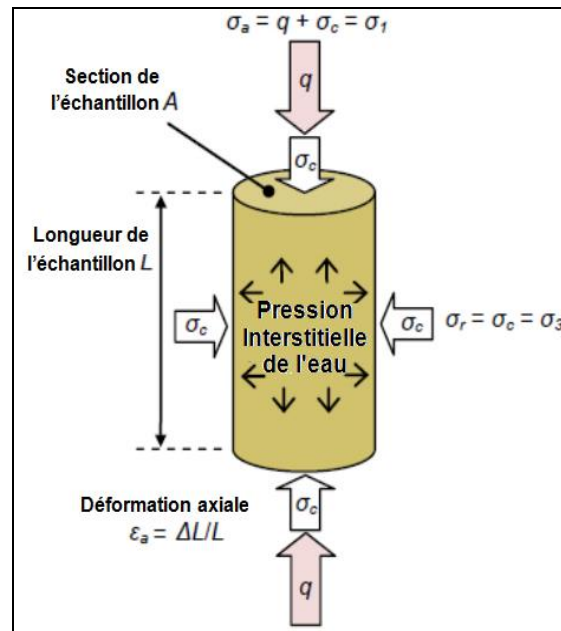 σa = q + σc = σ1
Section de
l'échantillon A
q
σc
Longueur de
l'échantillon L
σc
Pression
Interstitielle
de l'eau
σc
σr = σc = σ3
Déformation axiale
εa = ΔL/L
σc
q